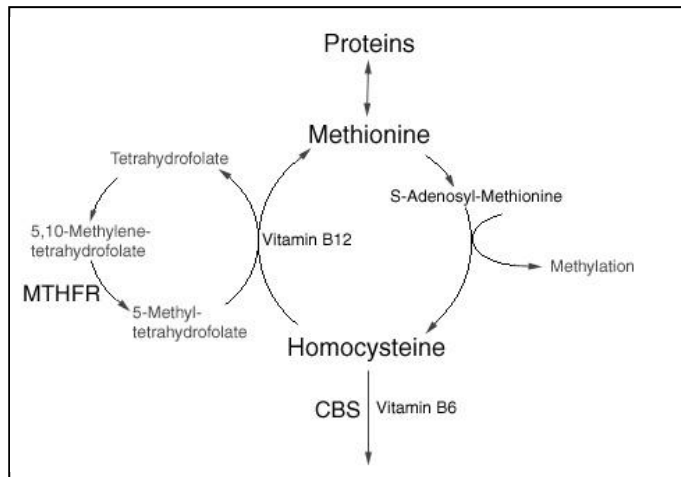 Proteins
Methionine
Tetrahydrofolate
S-Adenosyl-Methionine
5,10-Methylene-
tetrahydrofolate
Vitamin B12
Methylation
MTHFR
5-Methyl-
tetrahydrofolate
Homocysteine
CBS
Vitamin B6